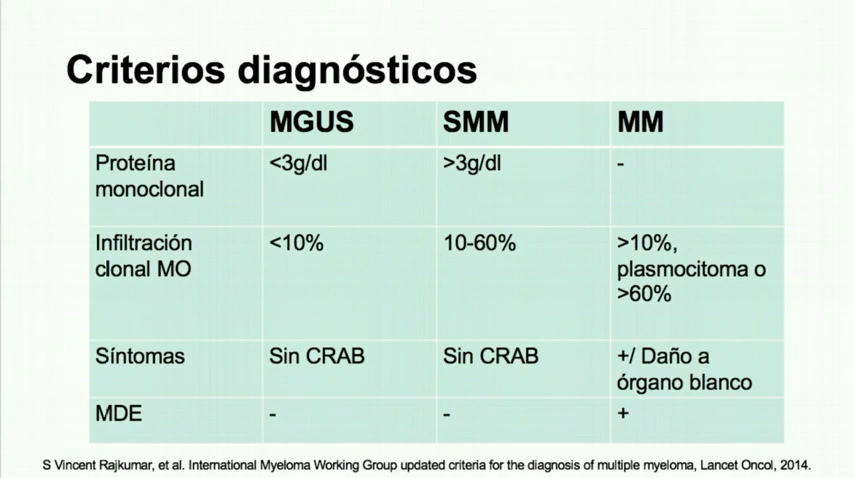 Criterios diagnósticos
MGUS SMM MM
Proteína
monoclonal
<3g/dl >3g/dl -
Infiltración
clonal MO
<10% 10-60% >10%,
plasmocitoma o
>60%
Síntomas Sin CRAB Sin CRAB +/ Daño a
órgano blanco
MDE - - +
S Vincent Rajkumar, et al. International Myeloma Working Group updated criteria for the diagnosis of multiple myeloma, Lancet Oncol, 2014.